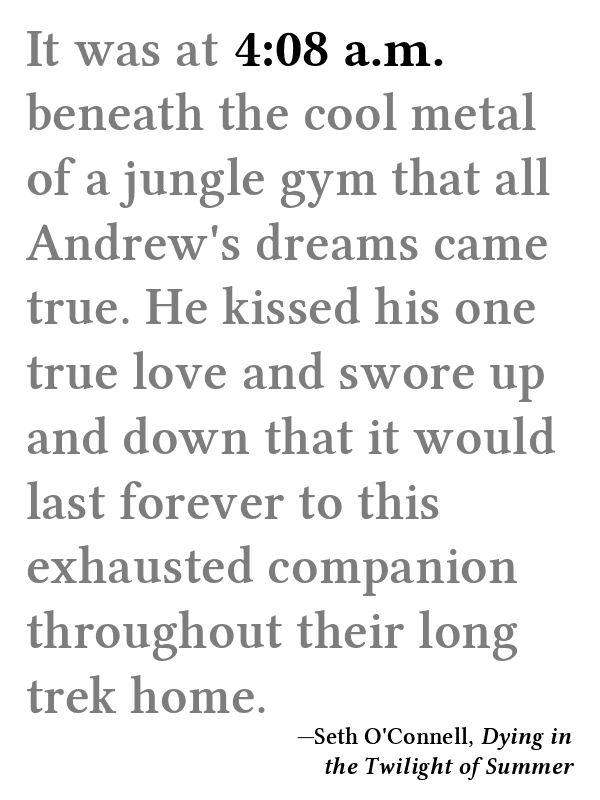 It was at 4:08 a.m.
beneath the cool metal
of a jungle gym that all
Andrew's dreams came
true. He kissed his one
true love and swore up
and down that it would
last forever to this
exhausted companion
throughout their long
trek home.
—Seth O'Connell, Dying in
the Twilight of Summer